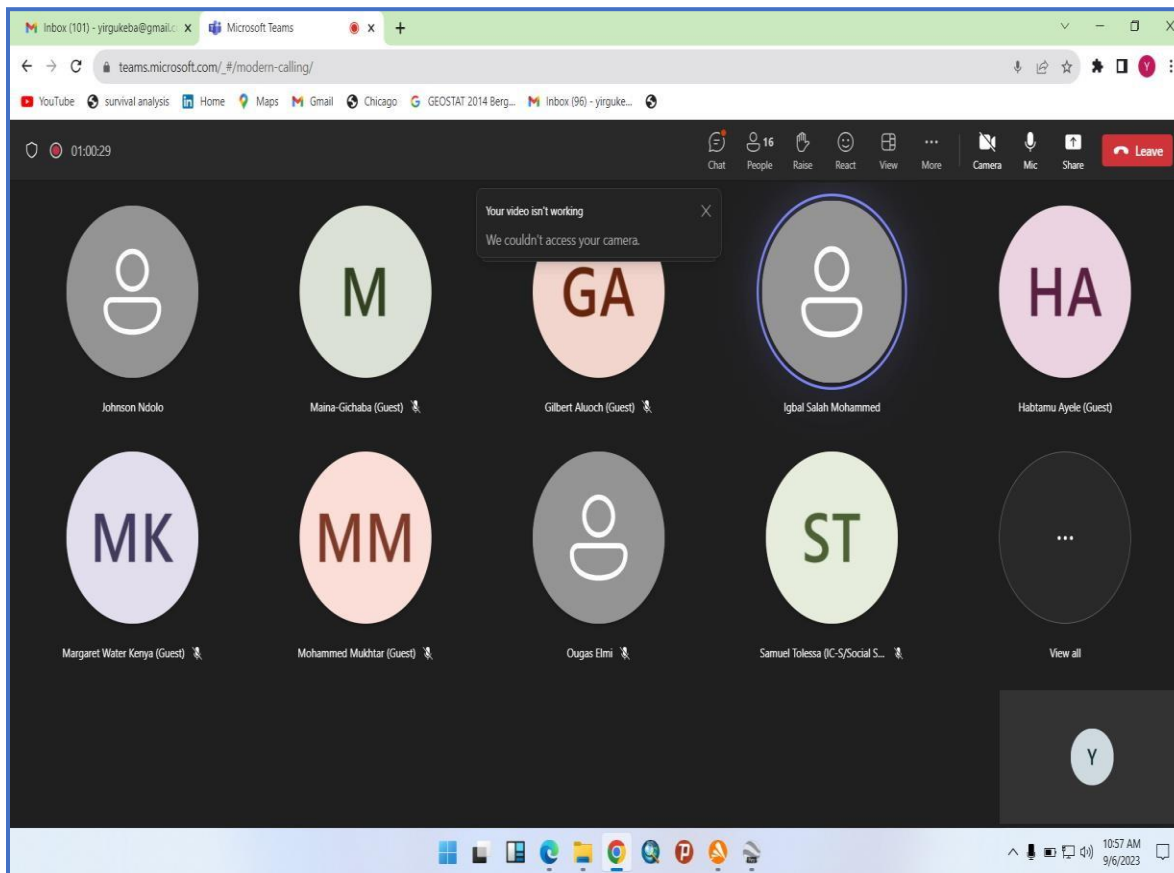 Inbox (101) - yirgukeba@gmail.c
Microsoft Teams
teams.microsoft.com/_#/modern-calling/
Y
YouTube survival analysis Home Maps Gmail Chicago GEOSTAT 2014 Berg... Inbox (96) - yirguke...
01:00:29
16
Chat People Raise React View More Camera Mic Share Leave
Your video isn't working
We couldn't access your camera.
M GA HA
Johnson Ndolo Maina-Gichaba (Guest) Gilbert Aluoch (Guest) Igbal Salah Mohammed Habtamu Ayele (Guest)
MK MM ST ...
Margaret Water Kenya (Guest) Mohammed Mukhtar (Guest) Ougas Elmi Samuel Tolessa (IC-S/Social S... View all
Y
10:57 AM
9/6/2023